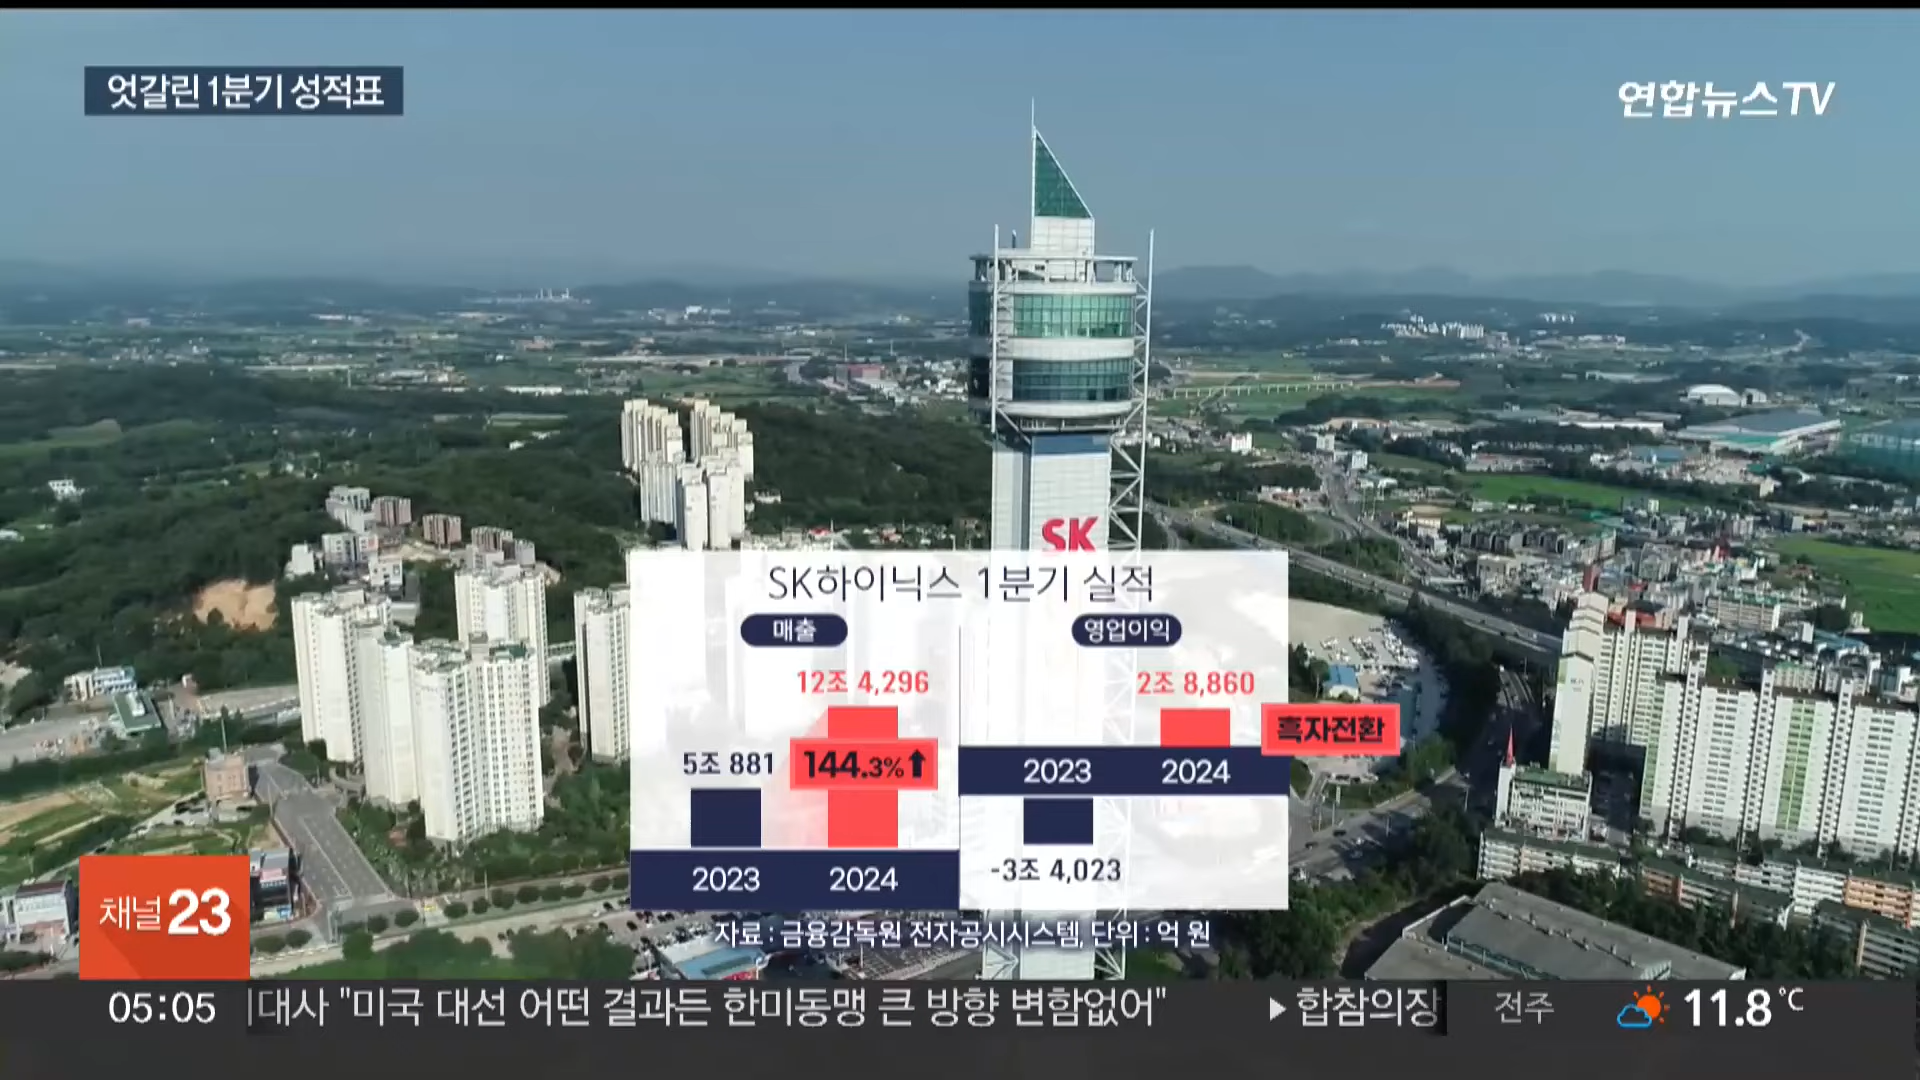 엇갈린 1분기 성적표
연합뉴스TV
SK
SK하이닉스 1분기 실적
매출
영업이익
12조 4,296
2조 8,860
흑자전환
5조 881
144.3%⬆
2023
2024
2023
2024
-3조 4,023
자료 : 금융감독원 전자공시시스템, 단위 : 억 원
채널 23
05:05
대사 "미국 대선 어떤 결과든 한미동맹 큰 방향 변함없어"
▶합참의장
전주
11.8℃